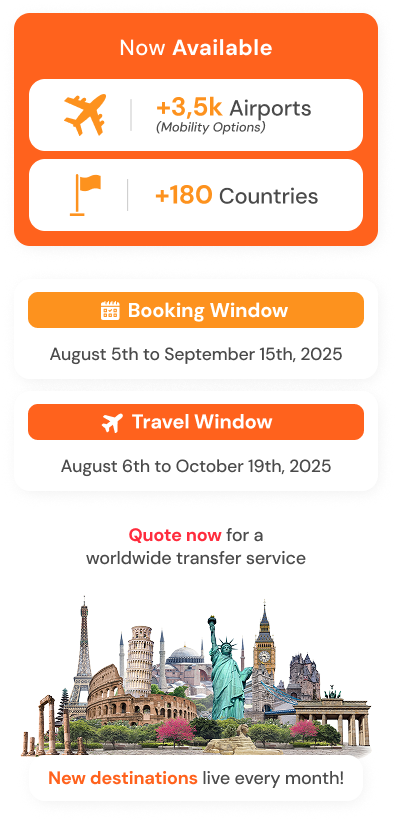 Now Available
+3,5k Airports
(Mobility Options)
+180 Countries
Booking Window
August 5th to September 15th, 2025
Travel Window
August 6th to October 19th, 2025
Quote now for a
worldwide transfer service
New destinations live every month!